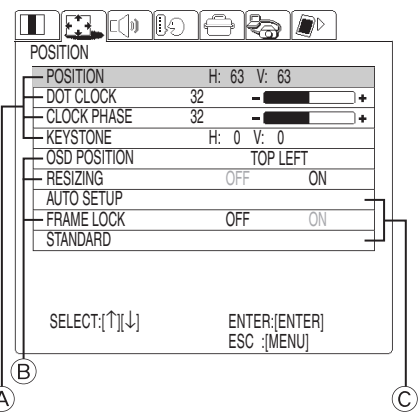 POSITION
POSITION H: 63 V: 63
DOT CLOCK 32 - +
CLOCK PHASE 32 - +
KEYSTONE H: 0 V: 0
OSD POSITION TOP LEFT
RESIZING OFF ON
AUTO SETUP
FRAME LOCK OFF ON
STANDARD
SELECT:[↑][↓] ENTER:[ENTER]
ESC :[MENU]
B
A C